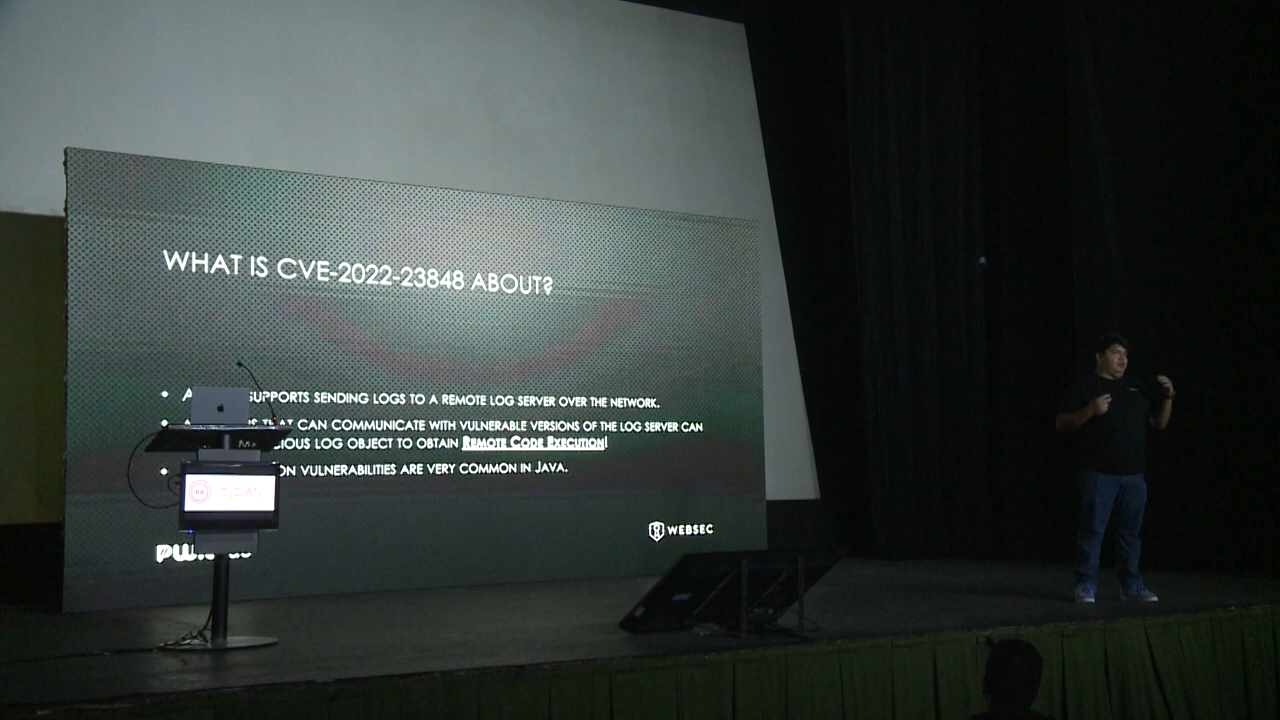 WHAT IS CVE-2022-23848 ABOUT?
SUPPORTS SENDING LOGS TO A REMOTE LOG SERVER OVER THE NETWORK.
THAT CAN COMMUNICATE WITH VULNERABLE VERSIONS OF THE LOG SERVER CAN
LOG OBJECT TO OBTAIN REMOTE CODE EXECUTION!
VULNERABILITIES ARE VERY COMMON IN JAVA.
WEBSEC